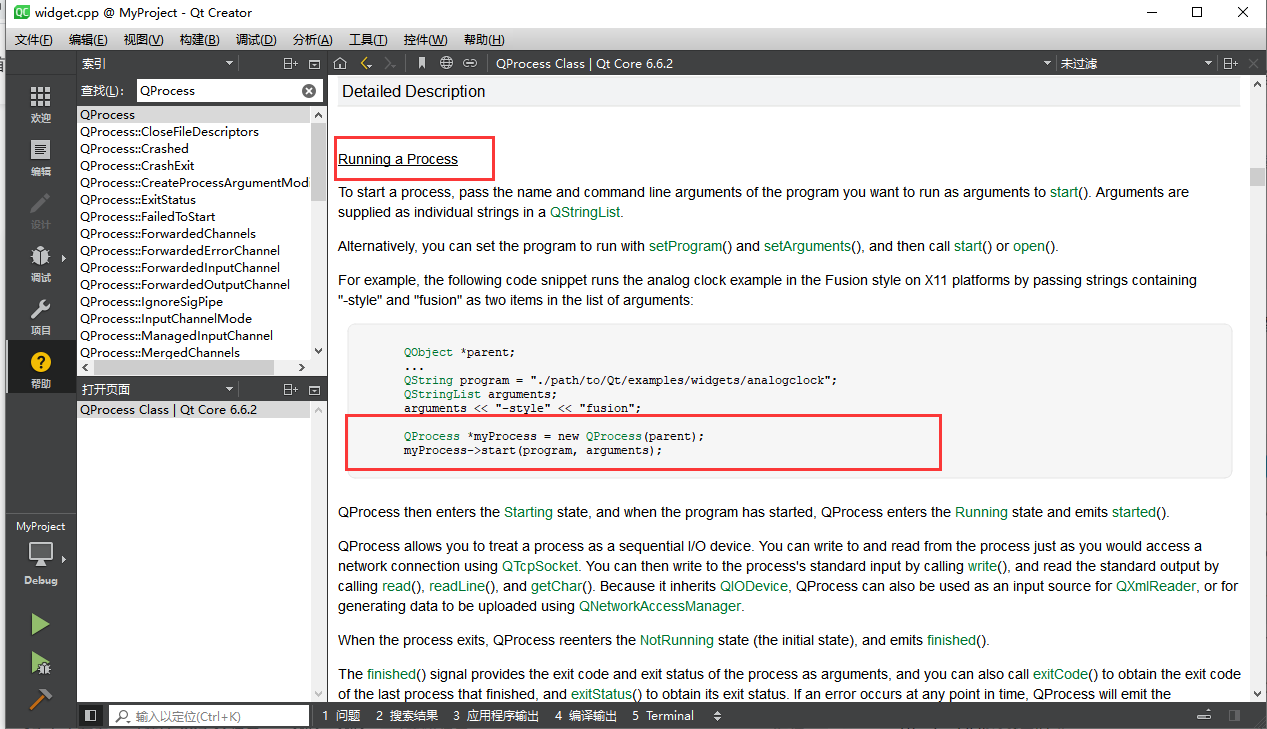 widget.cpp @ MyProject - Qt Creator
文件(F) 编辑(E) 视图(V) 构建(B) 调试(D) 分析(A) 工具(T) 控件(W) 帮助(H)
索引
QProcess Class | Qt Core 6.6.2
未过滤
欢迎
编辑
设计
调试
项目
帮助
MyProject
Debug
查找(L):
QProcess
QProcess
QProcess::CloseFileDescriptors
QProcess::Crashed
QProcess::CrashExit
QProcess::CreateProcessArgumentModi
QProcess::ExitStatus
QProcess::FailedToStart
QProcess::ForwardedChannels
QProcess::ForwardedErrorChannel
QProcess::ForwardedInputChannel
QProcess::ForwardedOutputChannel
QProcess::IgnoreSigPipe
QProcess::InputChannelMode
QProcess::ManagedInputChannel
QProcess::MergedChannels
打开页面
QProcess Class | Qt Core 6.6.2
Detailed Description
Running a Process
To start a process, pass the name and command line arguments of the program you want to run as arguments to start(). Arguments are
supplied as individual strings in a QStringList.
Alternatively, you can set the program to run with setProgram() and setArguments(), and then call start() or open().
For example, the following code snippet runs the analog clock example in the Fusion style on X11 platforms by passing strings containing
"-style" and "fusion" as two items in the list of arguments:
QObject *parent;
...
QString program = "./path/to/Qt/examples/widgets/analogclock";
QStringList arguments;
arguments << "-style" << "fusion";
QProcess *myProcess = new QProcess(parent);
myProcess->start(program, arguments);
QProcess then enters the Starting state, and when the program has started, QProcess enters the Running state and emits started().
QProcess allows you to treat a process as a sequential I/O device. You can write to and read from the process just as you would access a
network connection using QTcpSocket. You can then write to the process's standard input by calling write(), and read the standard output by
calling read(), readLine(), and getChar(). Because it inherits QIODevice, QProcess can also be used as an input source for QXmlReader, or for
generating data to be uploaded using QNetworkAccessManager.
When the process exits, QProcess reenters the NotRunning state (the initial state), and emits finished().
The finished() signal provides the exit code and exit status of the process as arguments, and you can also call exitCode() to obtain the exit code
of the last process that finished, and exitStatus() to obtain its exit status. If an error occurs at any point in time, QProcess will emit the
输入以定位(Ctrl+K)
1 问题 2 搜索结果 3 应用程序输出 4 编译输出 5 Terminal